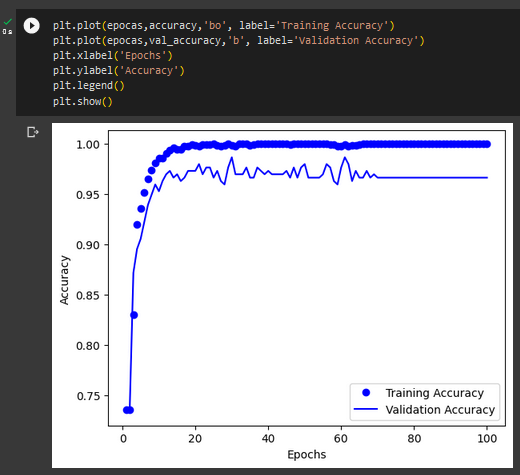 plt.plot(epocas,accuracy,'bo', label='Training Accuracy')
plt.plot(epocas,val_accuracy,'b', label='Validation Accuracy')
plt.xlabel('Epochs')
plt.ylabel('Accuracy')
plt.legend()
plt.show()
0s
1.00
0.95
0.90
0.85
0.80
0.75
Accuracy
Training Accuracy
Validation Accuracy
0 20 40 60 80 100
Epochs